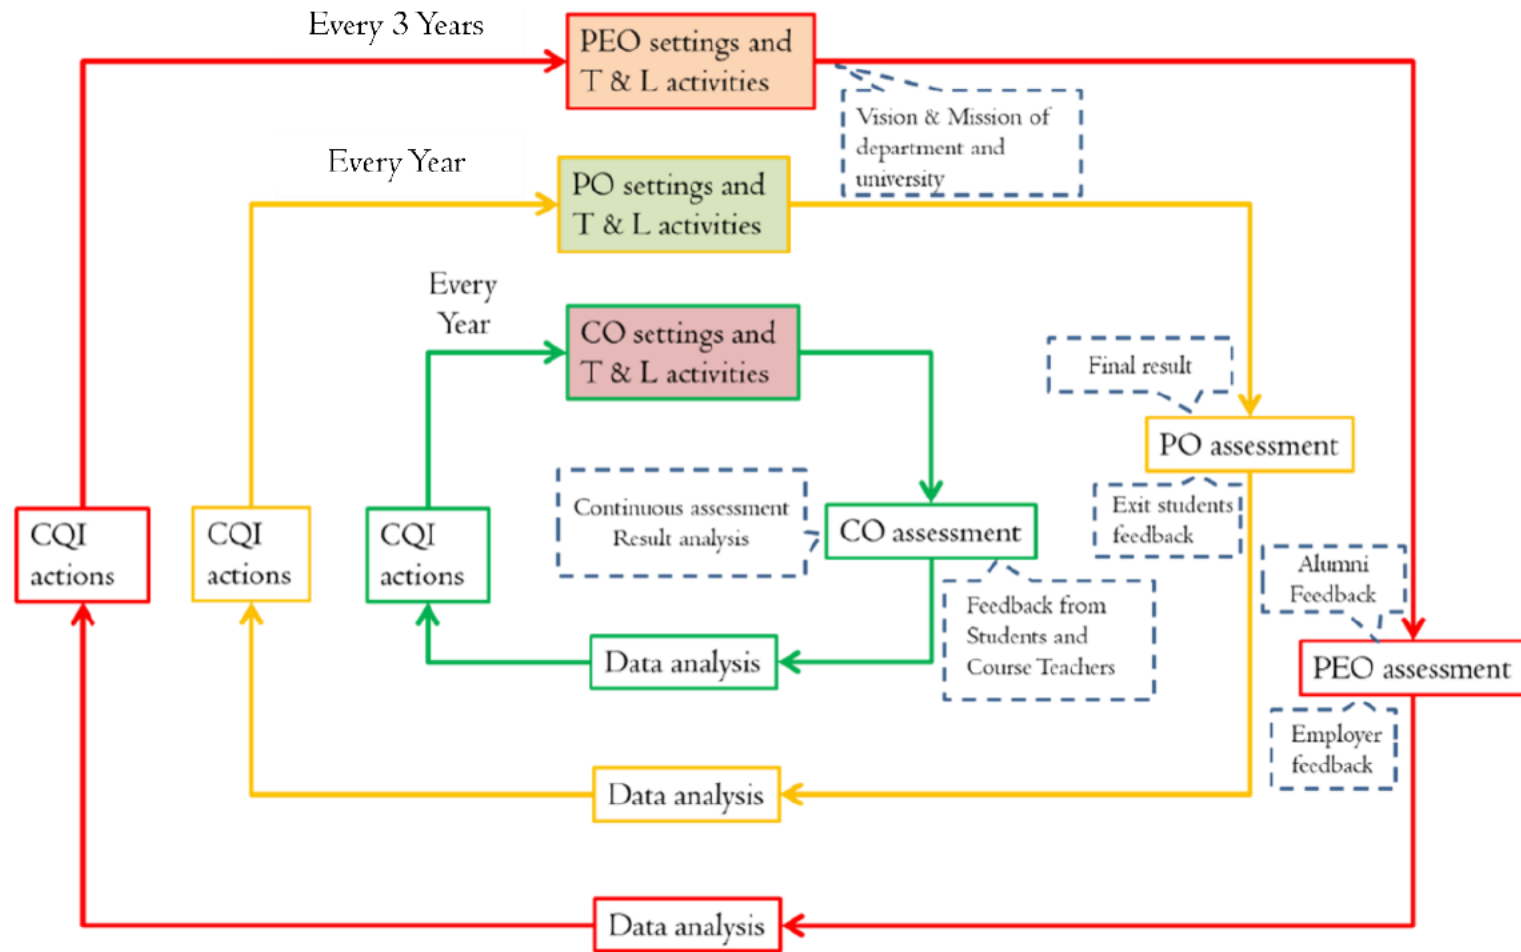 Every 3 Years
PEO settings and
T & L activities
Vision & Mission of
department and
university
Every Year
PO settings and
T & L activities
Every
Year
CO settings and
T & L activities
Final result
PO assessment
Exit students
feedback
Continuous assessment
Result analysis
CO assessment
CQI
actions
CQI
actions
CQI
actions
Alumni
Feedback
Feedback from
Students and
Course Teachers
Data analysis
PEO assessment
Employer
feedback
Data analysis
Data analysis